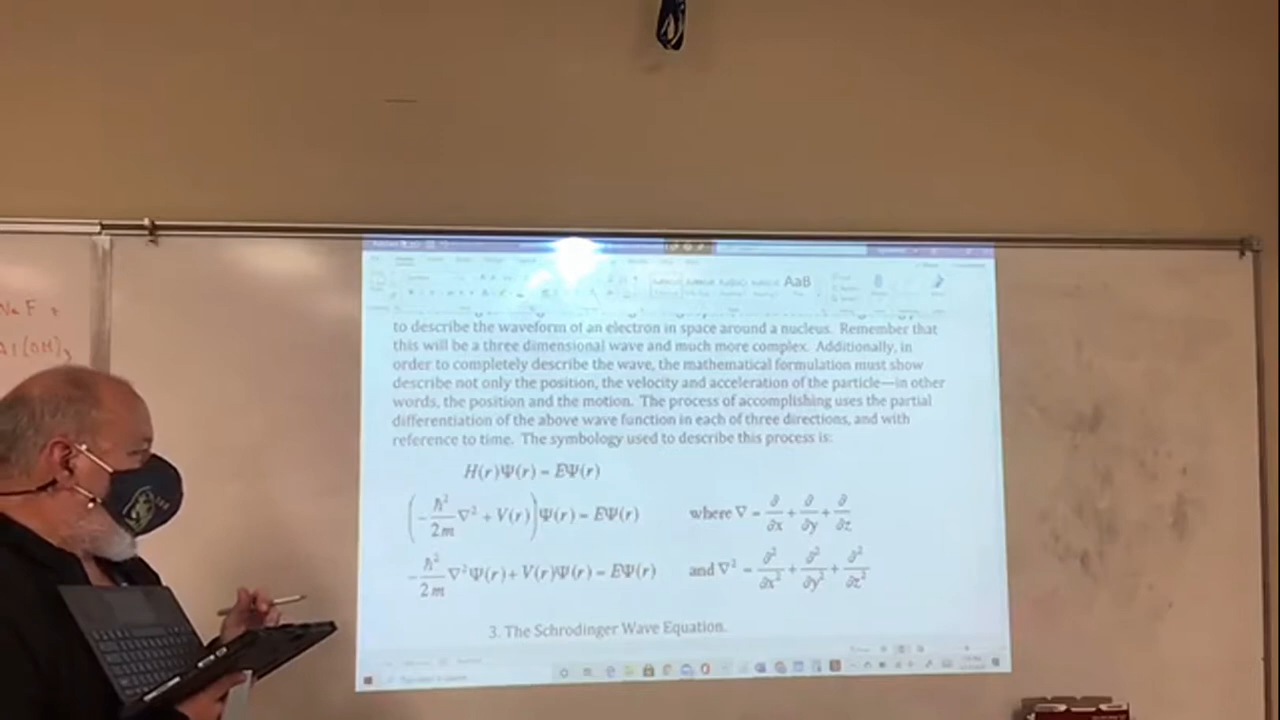 Na F +
Al(OH)3
AaB
to describe the waveform of an electron in space around a nucleus. Remember that
this will be a three dimensional wave and much more complex. Additionally, in
order to completely describe the wave, the mathematical formulation must show
describe not only the position, the velocity and acceleration of the particle—in other
words, the position and the motion. The process of accomplishing uses the partial
differentiation of the above wave function in each of three directions, and with
reference to time. The symbology used to describe this process is:
H(r)Ψ(r) = EΨ(r)
(-ħ²/2m ∇² + V(r))Ψ(r) = EΨ(r) where ∇ = ∂/∂x + ∂/∂y + ∂/∂z
-ħ²/2m ∇²Ψ(r) + V(r)Ψ(r) = EΨ(r) and ∇² = ∂²/∂x² + ∂²/∂y² + ∂²/∂z²
3. The Schrodinger Wave Equation.